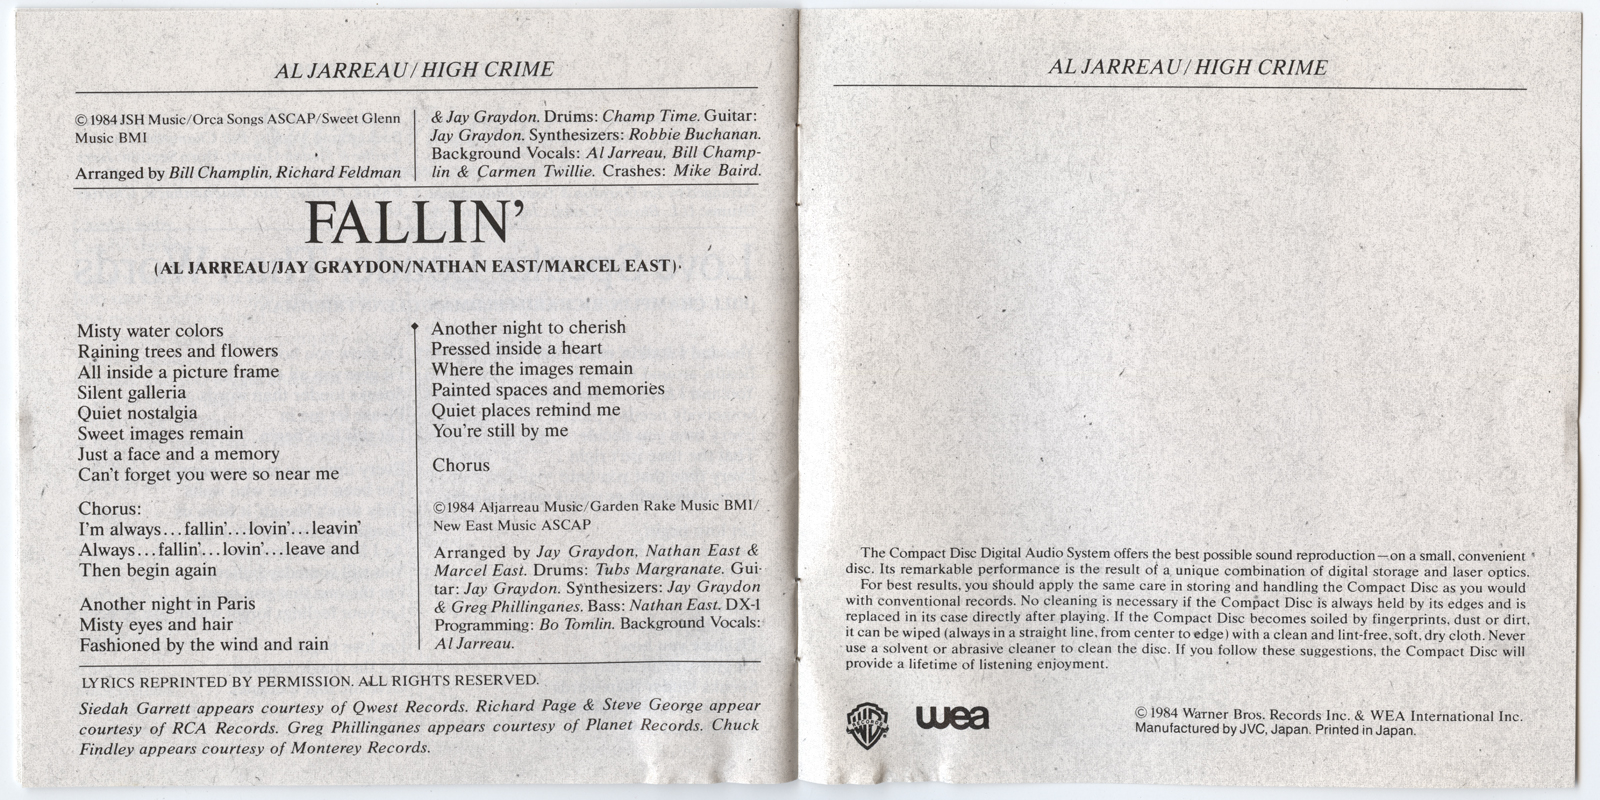 AL JARREAU/HIGH CRIME
©1984 JSH Music/Orca Songs ASCAP/Sweet Glenn
Music BMI
Arranged by Bill Champlin, Richard Feldman
& Jay Graydon. Drums: Champ Time. Guitar:
Jay Graydon. Synthesizers: Robbie Buchanan.
Background Vocals: Al Jarreau, Bill Champ-
lin & Carmen Twillie. Crashes: Mike Baird.
FALLIN'
(AL JARREAU/JAY GRAYDON/NATHAN EAST/MARCEL EAST)
Misty water colors
Raining trees and flowers
All inside a picture frame
Silent galleria
Quiet nostalgia
Sweet images remain
Just a face and a memory
Can't forget you were so near me
Chorus:
I'm always...fallin'...lovin'...leavin'
Always...fallin'...lovin'...leave and
Then begin again
Another night in Paris
Misty eyes and hair
Fashioned by the wind and rain
Another night to cherish
Pressed inside a heart
Where the images remain
Painted spaces and memories
Quiet places remind me
You're still by me
Chorus
©1984 Aljarreau Music/Garden Rake Music BMI/
New East Music ASCAP
Arranged by Jay Graydon, Nathan East &
Marcel East. Drums: Tubs Margranate. Gui-
tar: Jay Graydon. Synthesizers: Jay Graydon
& Greg Phillinganes. Bass: Nathan East. DX-1
Programming: Bo Tomlin. Background Vocals:
Al Jarreau.
LYRICS REPRINTED BY PERMISSION. ALL RIGHTS RESERVED.
Siedah Garrett appears courtesy of Qwest Records. Richard Page & Steve George appear
courtesy of RCA Records. Greg Phillinganes appears courtesy of Planet Records. Chuck
Findley appears courtesy of Monterey Records.
AL JARREAU/HIGH CRIME
The Compact Disc Digital Audio System offers the best possible sound reproduction—on a small, convenient
disc. Its remarkable performance is the result of a unique combination of digital storage and laser optics.
For best results, you should apply the same care in storing and handling the Compact Disc as you would
with conventional records. No cleaning is necessary if the Compact Disc is always held by its edges and is
replaced in its case directly after playing. If the Compact Disc becomes soiled by fingerprints, dust or dirt,
it can be wiped (always in a straight line, from center to edge) with a clean and lint-free, soft, dry cloth. Never
use a solvent or abrasive cleaner to clean the disc. If you follow these suggestions, the Compact Disc will
provide a lifetime of listening enjoyment.
WB RECORDS
wea
©1984 Warner Bros. Records Inc. & WEA International Inc.
Manufactured by JVC, Japan. Printed in Japan.